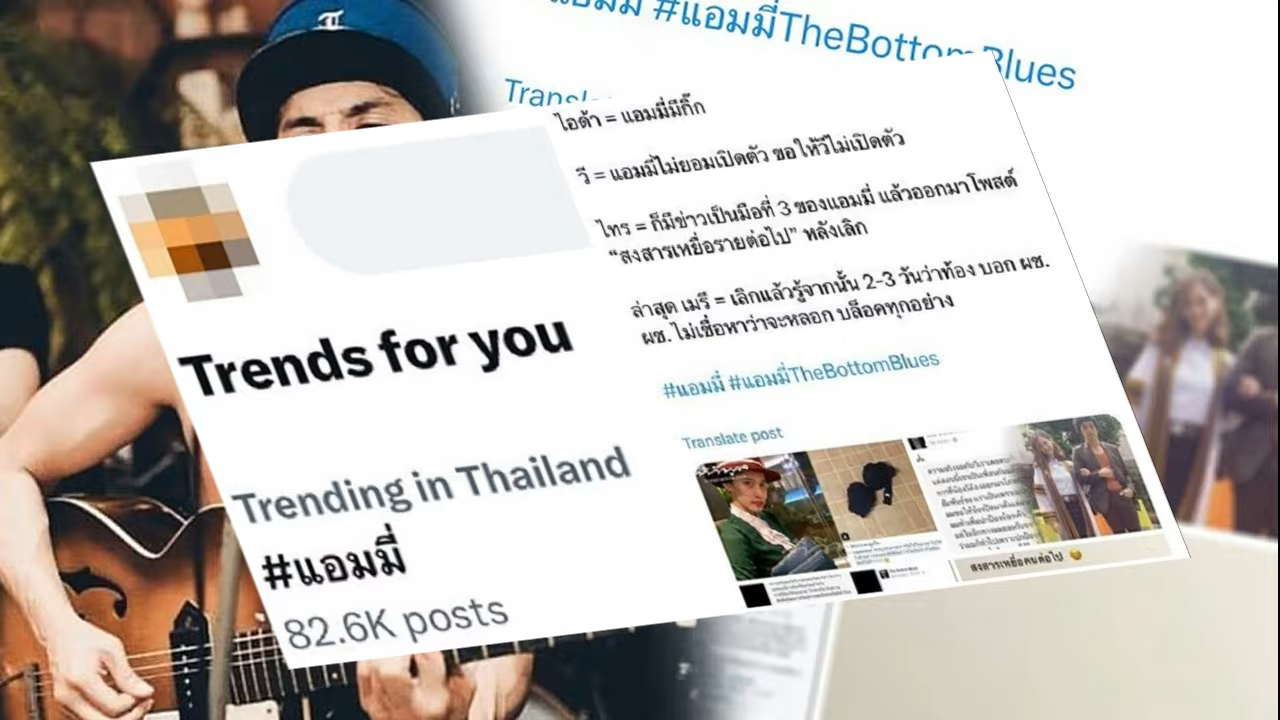 #แอมมี่TheBottomBlues
ไอด้า = แอมมี่มีกิ๊ก
วี = แอมมี่ไม่ยอมเปิดตัว ขอให้วีไม่เปิดตัว
ไทร = ก็มีข่าวเป็นมือที่ 3 ของแอมมี่ แล้วออกมาโพสต์
“สงสารเหยื่อรายต่อไป” หลังเลิก
ล่าสุด เมรี = เลิกแล้วรู้จากนั้น 2-3 วันว่าท้อง บอก ผช.
ผช. ไม่เชื่อหาว่าจะหลอก บล็อคทุกอย่าง
#แอมมี่ #แอมมี่TheBottomBlues
Translate post
สงสารเหยื่อคนต่อไป
Trends for you
Trending in Thailand
#แอมมี่
82.6K posts